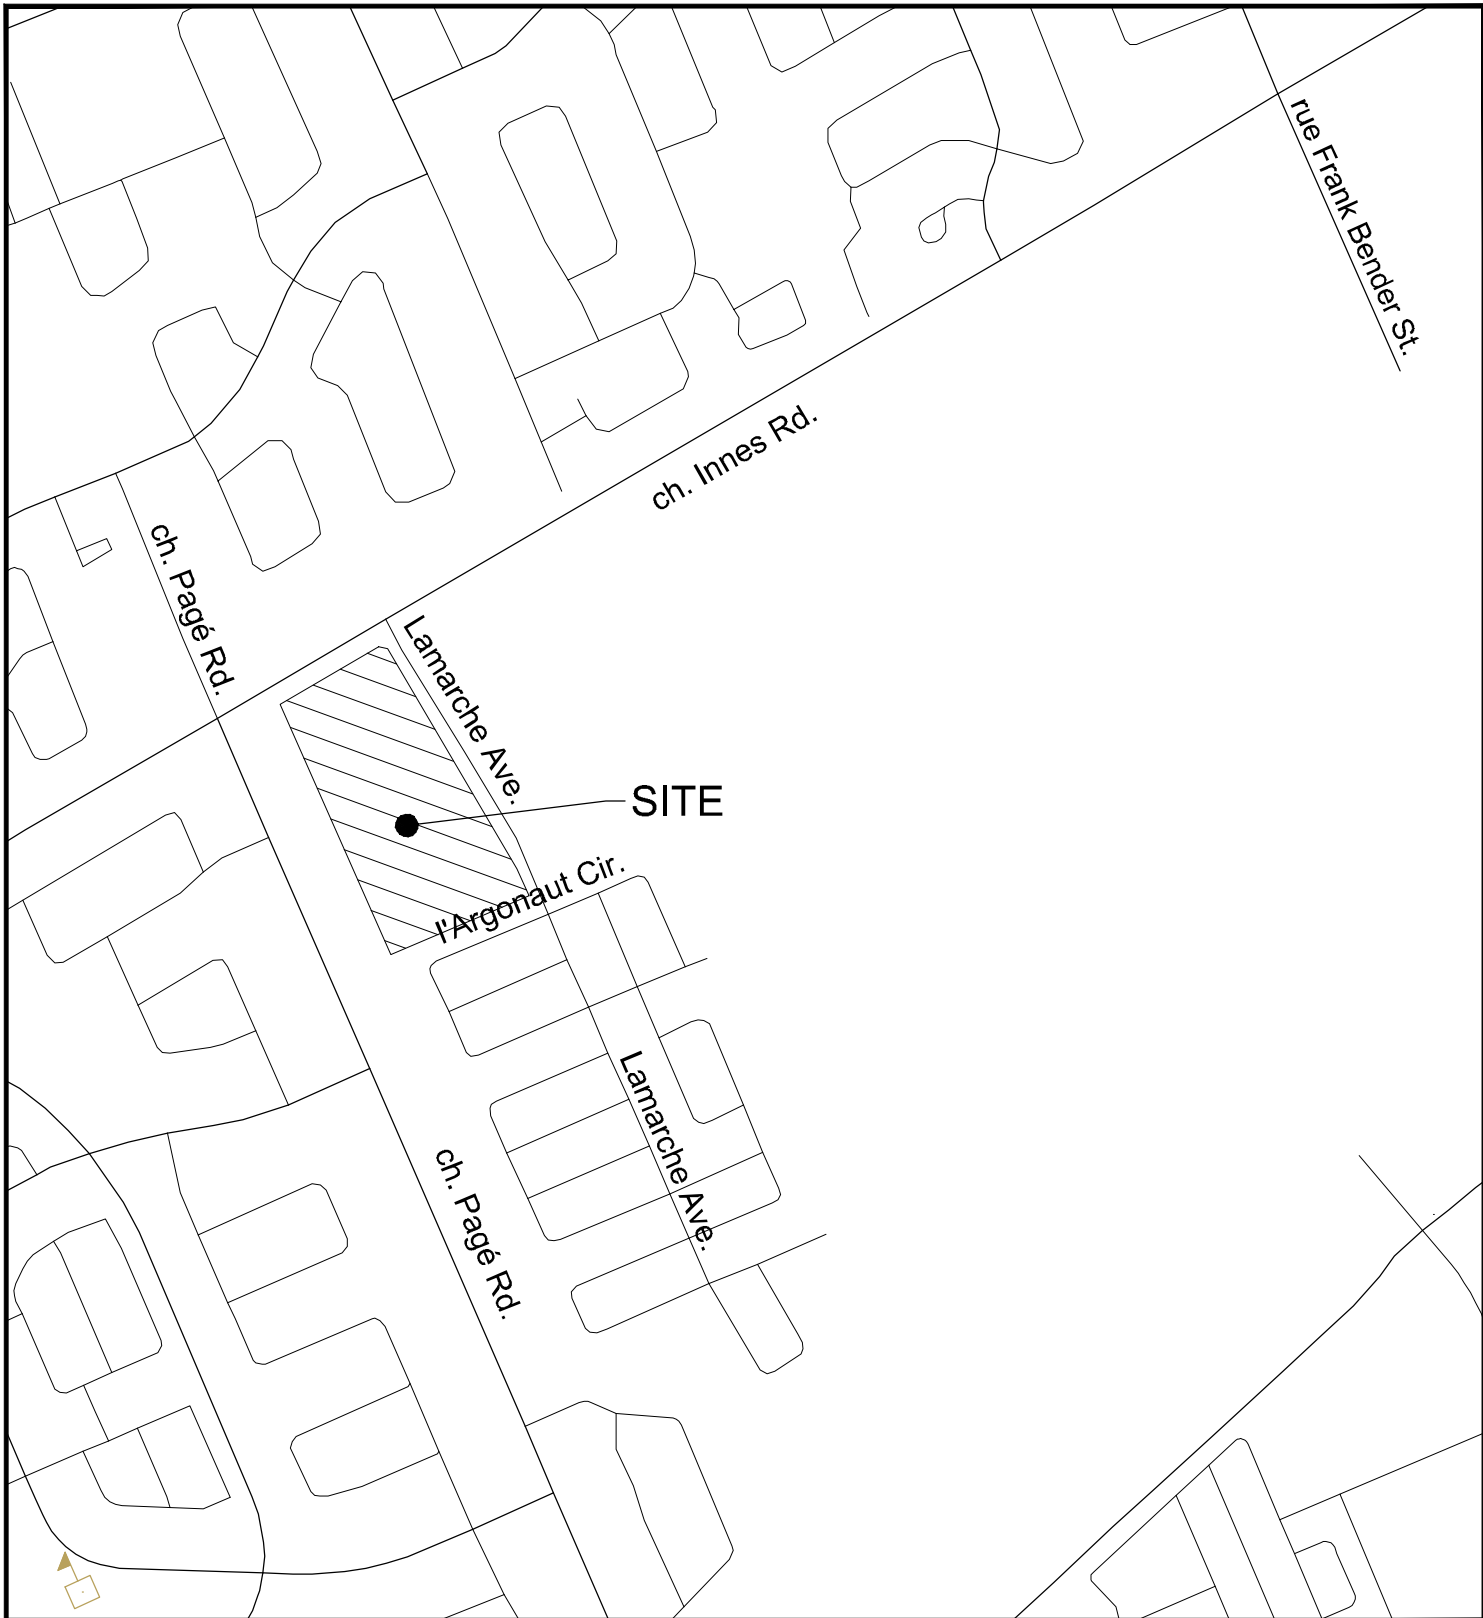 rue Frank Bender St.
ch. Innes Rd.
ch. Pagé Rd.
Lamarche Ave.
SITE
l'Argonaut Cir.
Lamarche Ave.
ch. Pagé Rd.